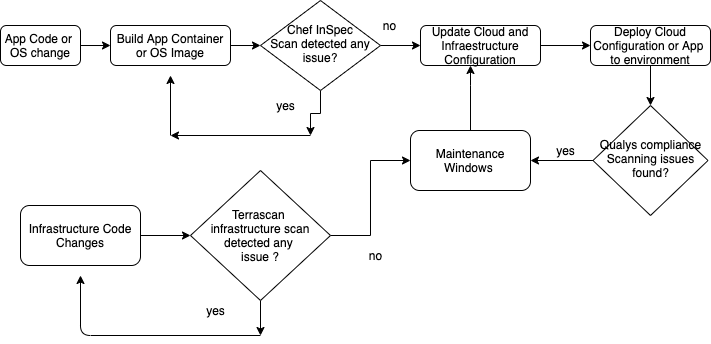 App Code or
OS change
Build App Container
or OS Image
Chef InSpec
Scan detected any
issue?
no
Update Cloud and
Infraestructure
Configuration
Deploy Cloud
Configuration or App
to environment
yes
Qualys compliance
Scanning issues
found?
yes
Maintenance
Windows
Infrastructure Code
Changes
Terrascan
infrastructure scan
detected any
issue ?
no
yes